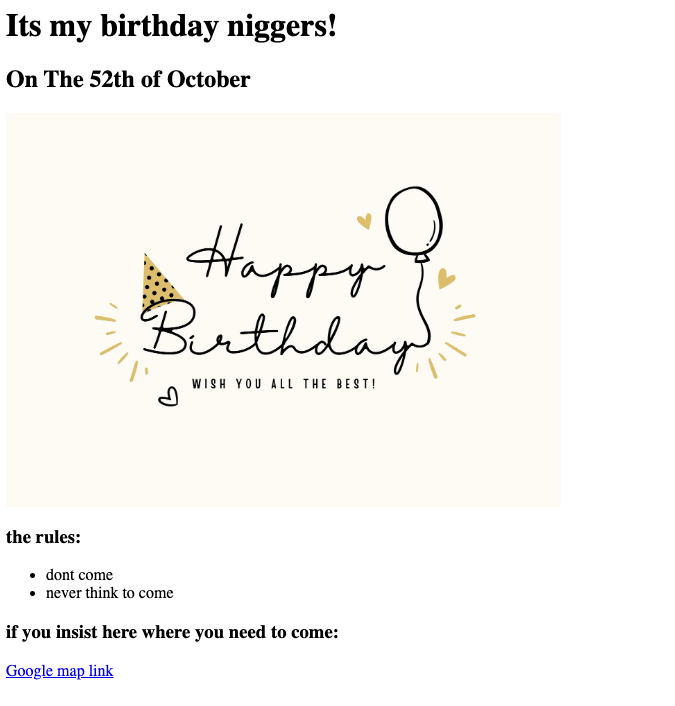 Its my birthday niggers!
On The 52th of October
Happy
Birthday
WISH YOU ALL THE BEST!
the rules:
dont come
never think to come
if you insist here where you need to come:
Google map link